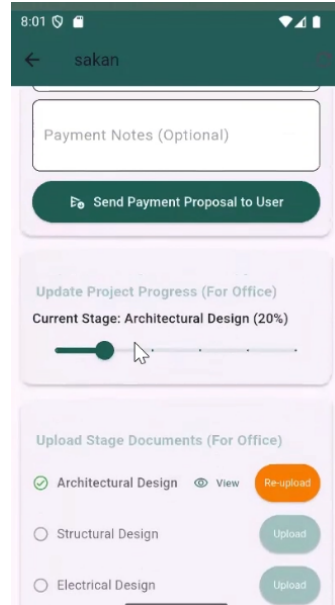 8:01
sakan
Payment Notes (Optional)
Send Payment Proposal to User
Update Project Progress (For Office)
Current Stage: Architectural Design (20%)
Upload Stage Documents (For Office)
Architectural Design View Re-upload
Structural Design Upload
Electrical Design Upload